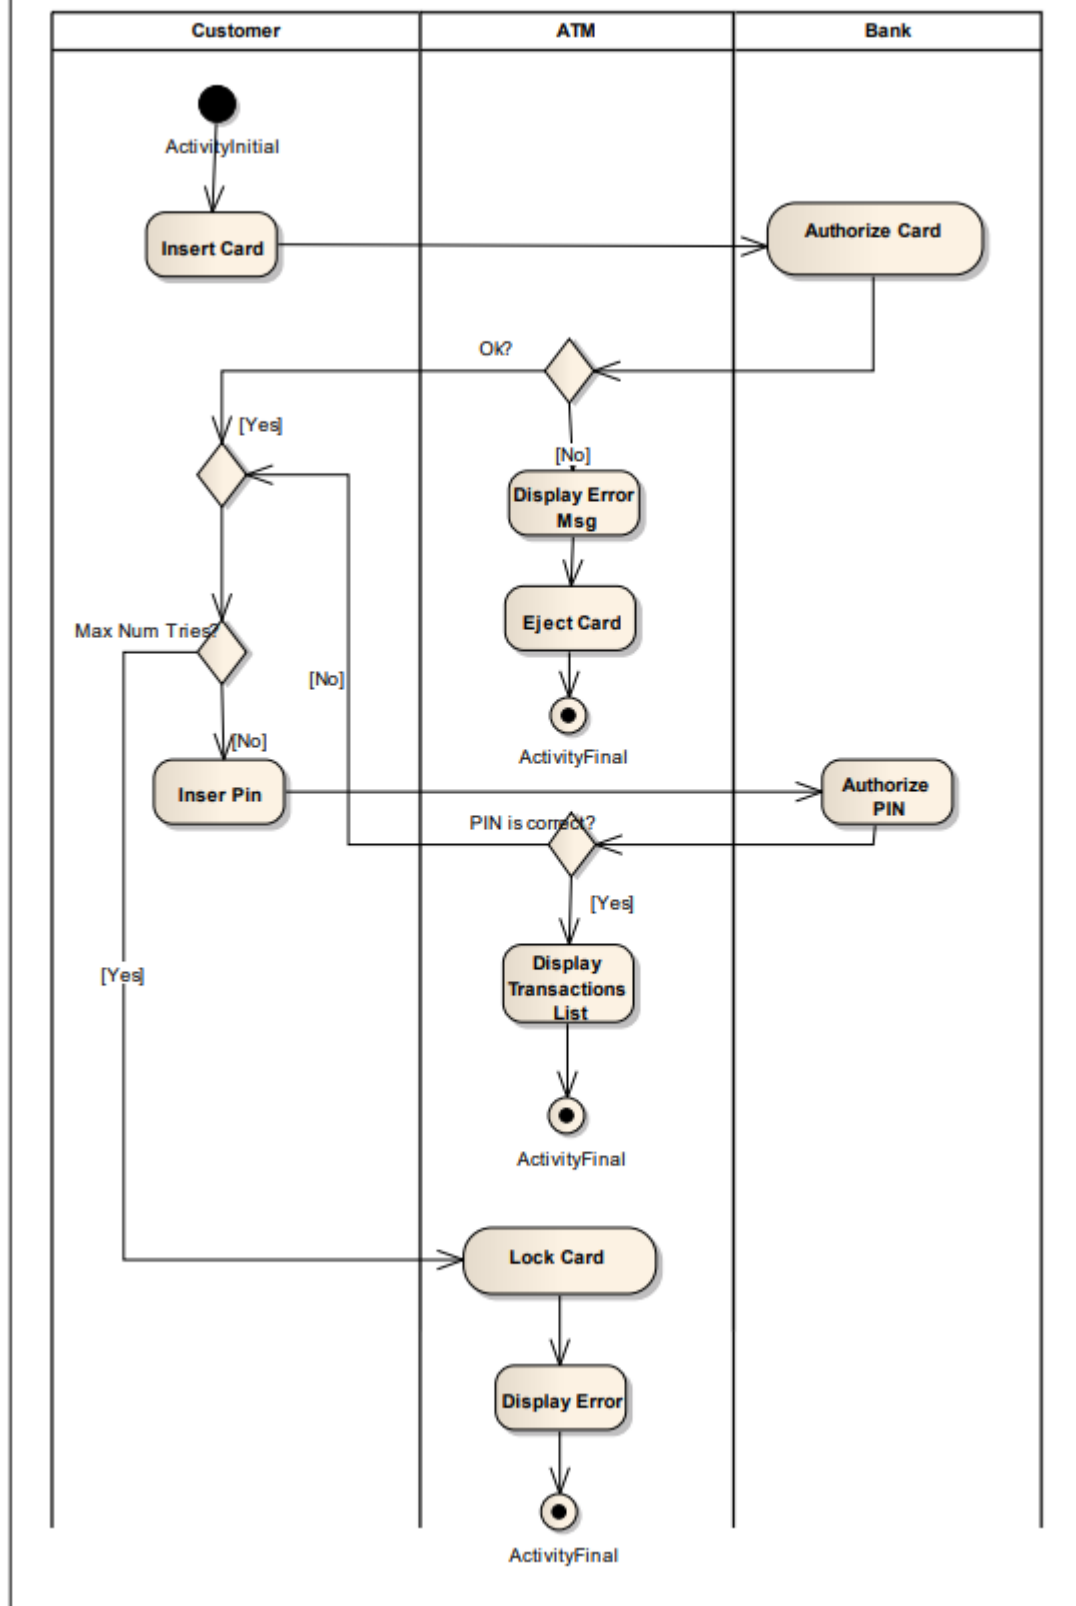 Customer
ATM
Bank
ActivityInitial
Insert Card
Authorize Card
Ok?
[Yes]
[No]
Display Error
Msg
Eject Card
Max Num Tries?
[No]
ActivityFinal
[No]
Inser Pin
Authorize
PIN
PIN is correct?
[Yes]
Display
Transactions
List
[Yes]
ActivityFinal
Lock Card
Display Error
ActivityFinal